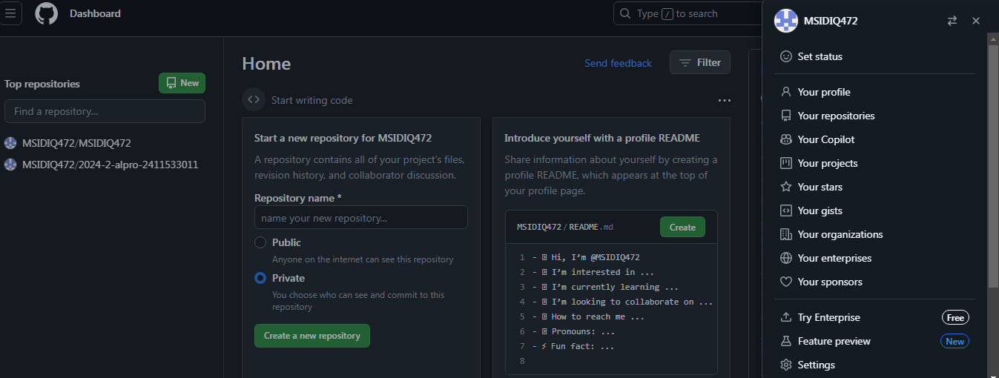 Dashboard
Type / to search
Top repositories
New
Find a repository...
MSIDIQ472/MSIDIQ472
MSIDIQ472/2024-2-alpro-2411533011
Home
Send feedback
Filter
Start writing code
Start a new repository for MSIDIQ472
A repository contains all of your project's files,
revision history, and collaborator discussion.
Repository name *
name your new repository...
Public
Anyone on the internet can see this repository
Private
You choose who can see and commit to this
repository
Create a new repository
Introduce yourself with a profile README
Share information about yourself by creating a
profile README, which appears at the top of
your profile page.
MSIDIQ472 / README.md
Create
1 - Hi, I’m @MSIDIQ472
2 - I’m interested in ...
3 - I’m currently learning ...
4 - I’m looking to collaborate on ...
5 - How to reach me ...
6 - Pronouns: ...
7 - ⚡ Fun fact: ...
8
MSIDIQ472
Set status
Your profile
Your repositories
Your Copilot
Your projects
Your stars
Your gists
Your organizations
Your enterprises
Your sponsors
Try Enterprise
Free
Feature preview
New
Settings